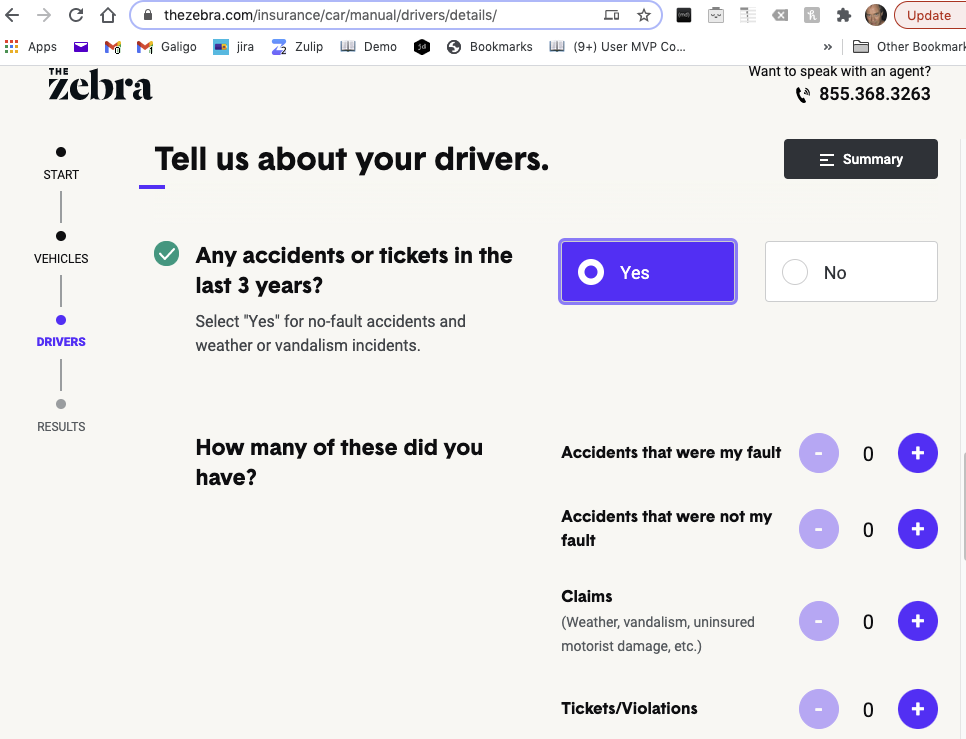 thezebra.com/insurance/car/manual/drivers/details/
Update
Apps
Galigo
jira
Zulip
Demo
Bookmarks
(9+) User MVP Co...
»
Other Bookmark
THE
zebra
Want to speak with an agent?
855.368.3263
START
VEHICLES
DRIVERS
RESULTS
Tell us about your drivers.
Summary
Any accidents or tickets in the
last 3 years?
Select "Yes" for no-fault accidents and
weather or vandalism incidents.
Yes
No
How many of these did you
have?
Accidents that were my fault
- 0 +
Accidents that were not my
fault
- 0 +
Claims
(Weather, vandalism, uninsured
motorist damage, etc.)
- 0 +
Tickets/Violations
- 0 +